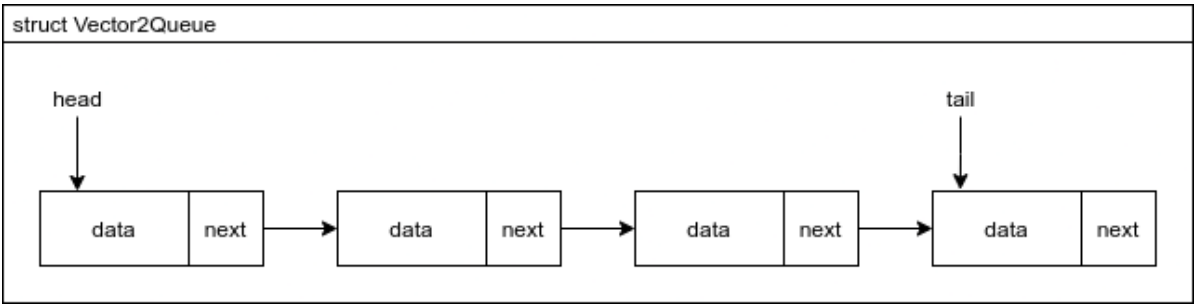 struct Vector2Queue
head
tail
data next data next data next data next